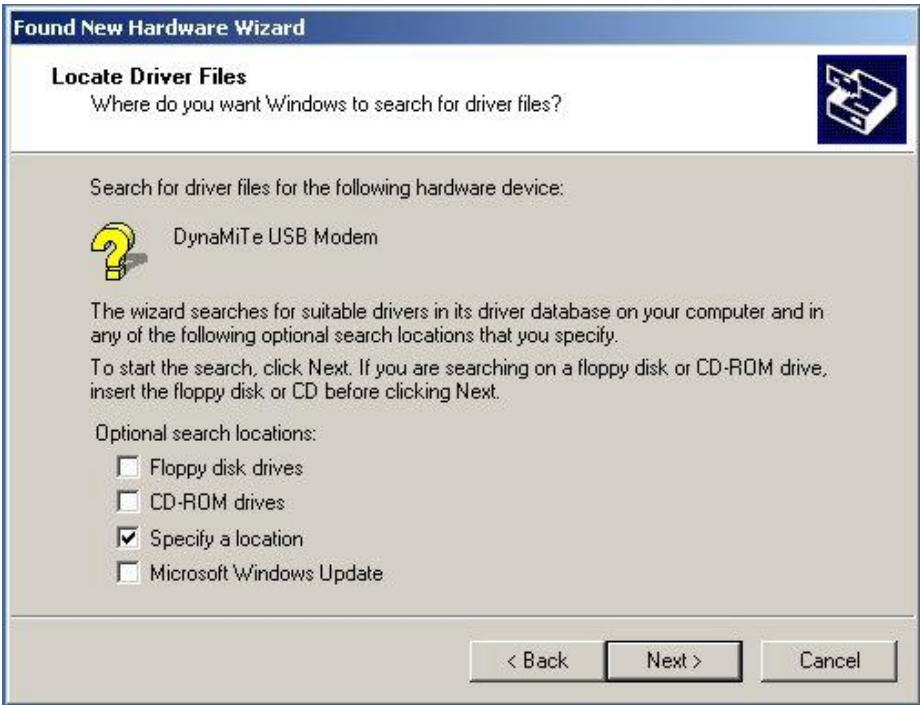 Found New Hardware Wizard
Locate Driver Files
Where do you want Windows to search for driver files?
Search for driver files for the following hardware device:
DynaMiTe USB Modem
The wizard searches for suitable drivers in its driver database on your computer and in
any of the following optional search locations that you specify.
To start the search, click Next. If you are searching on a floppy disk or CD-ROM drive,
insert the floppy disk or CD before clicking Next.
Optional search locations:
Floppy disk drives
CD-ROM drives
Specify a location
Microsoft Windows Update
< Back Next > Cancel